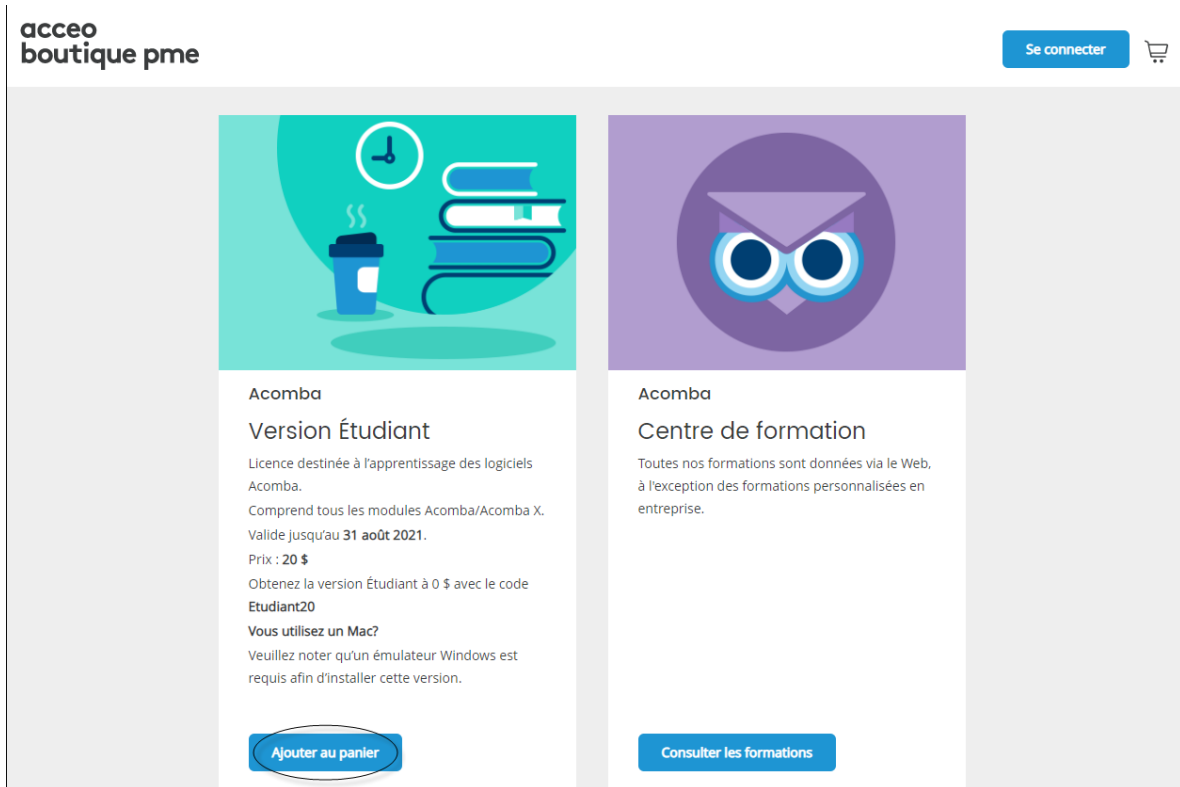 acceo
boutique pme
Se connecter
Acomba
Version Étudiant
Licence destinée à l’apprentissage des logiciels
Acomba.
Comprend tous les modules Acomba/Acomba X.
Valide jusqu’au 31 août 2021.
Prix : 20 $
Obtenez la version Étudiant à 0 $ avec le code
Etudiant20
Vous utilisez un Mac?
Veuillez noter qu’un émulateur Windows est
requis afin d’installer cette version.
Ajouter au panier
Acomba
Centre de formation
Toutes nos formations sont données via le Web,
à l'exception des formations personnalisées en
entreprise.
Consulter les formations